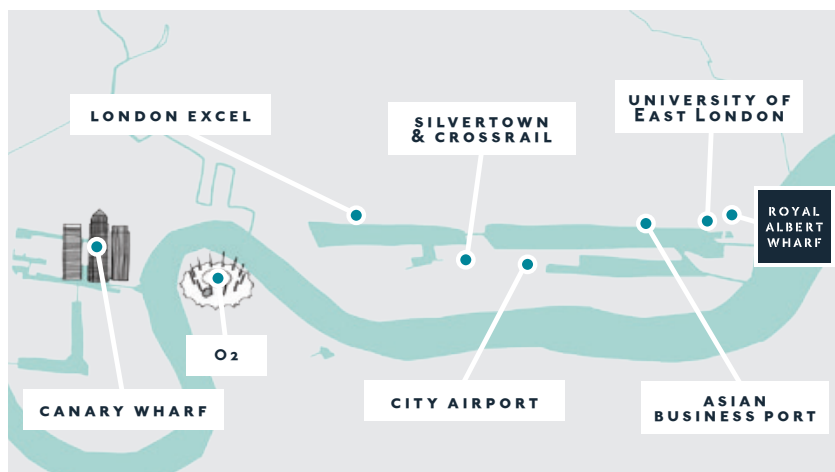 LONDON EXCEL
SILVERTOWN
& CROSSRAIL
UNIVERSITY OF
EAST LONDON
ROYAL
ALBERT
WHARF
O2
CANARY WHARF
CITY AIRPORT
ASIAN
BUSINESS PORT